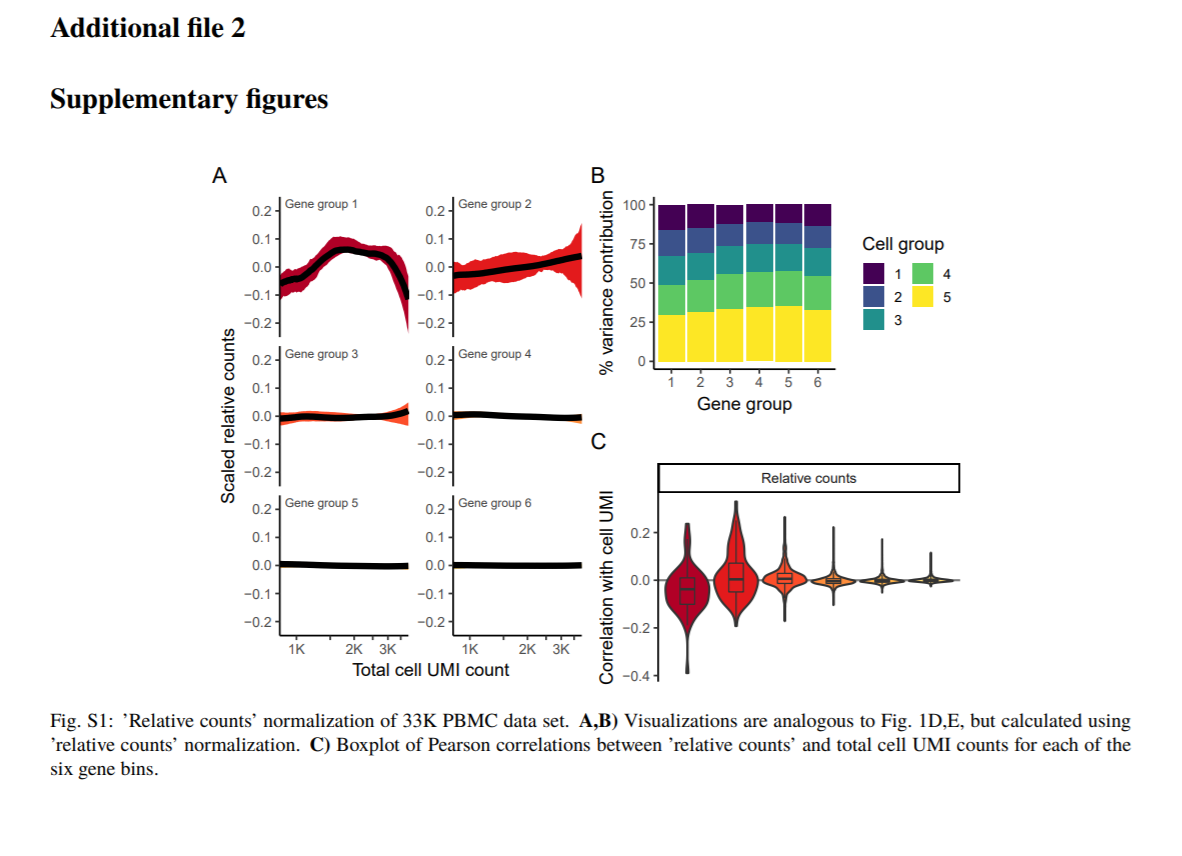 Additional file 2
Supplementary figures
A
Scaled relative counts
Gene group 1
0.2
0.1
0.0
−0.1
−0.2
Gene group 2
0.2
0.1
0.0
−0.1
−0.2
Gene group 3
0.2
0.1
0.0
−0.1
−0.2
Gene group 4
0.2
0.1
0.0
−0.1
−0.2
Gene group 5
0.2
0.1
0.0
−0.1
−0.2
1K 2K 3K
Gene group 6
0.2
0.1
0.0
−0.1
−0.2
1K 2K 3K
Total cell UMI count
B
% variance contribution
100
75
50
25
0
1 2 3 4 5 6
Gene group
Cell group
1 4
2 5
3
C
Relative counts
Correlation with cell UMI
0.2
0.0
−0.2
−0.4
Fig. S1: ’Relative counts’ normalization of 33K PBMC data set. A,B) Visualizations are analogous to Fig. 1D,E, but calculated using
’relative counts’ normalization. C) Boxplot of Pearson correlations between ’relative counts’ and total cell UMI counts for each of the
six gene bins.